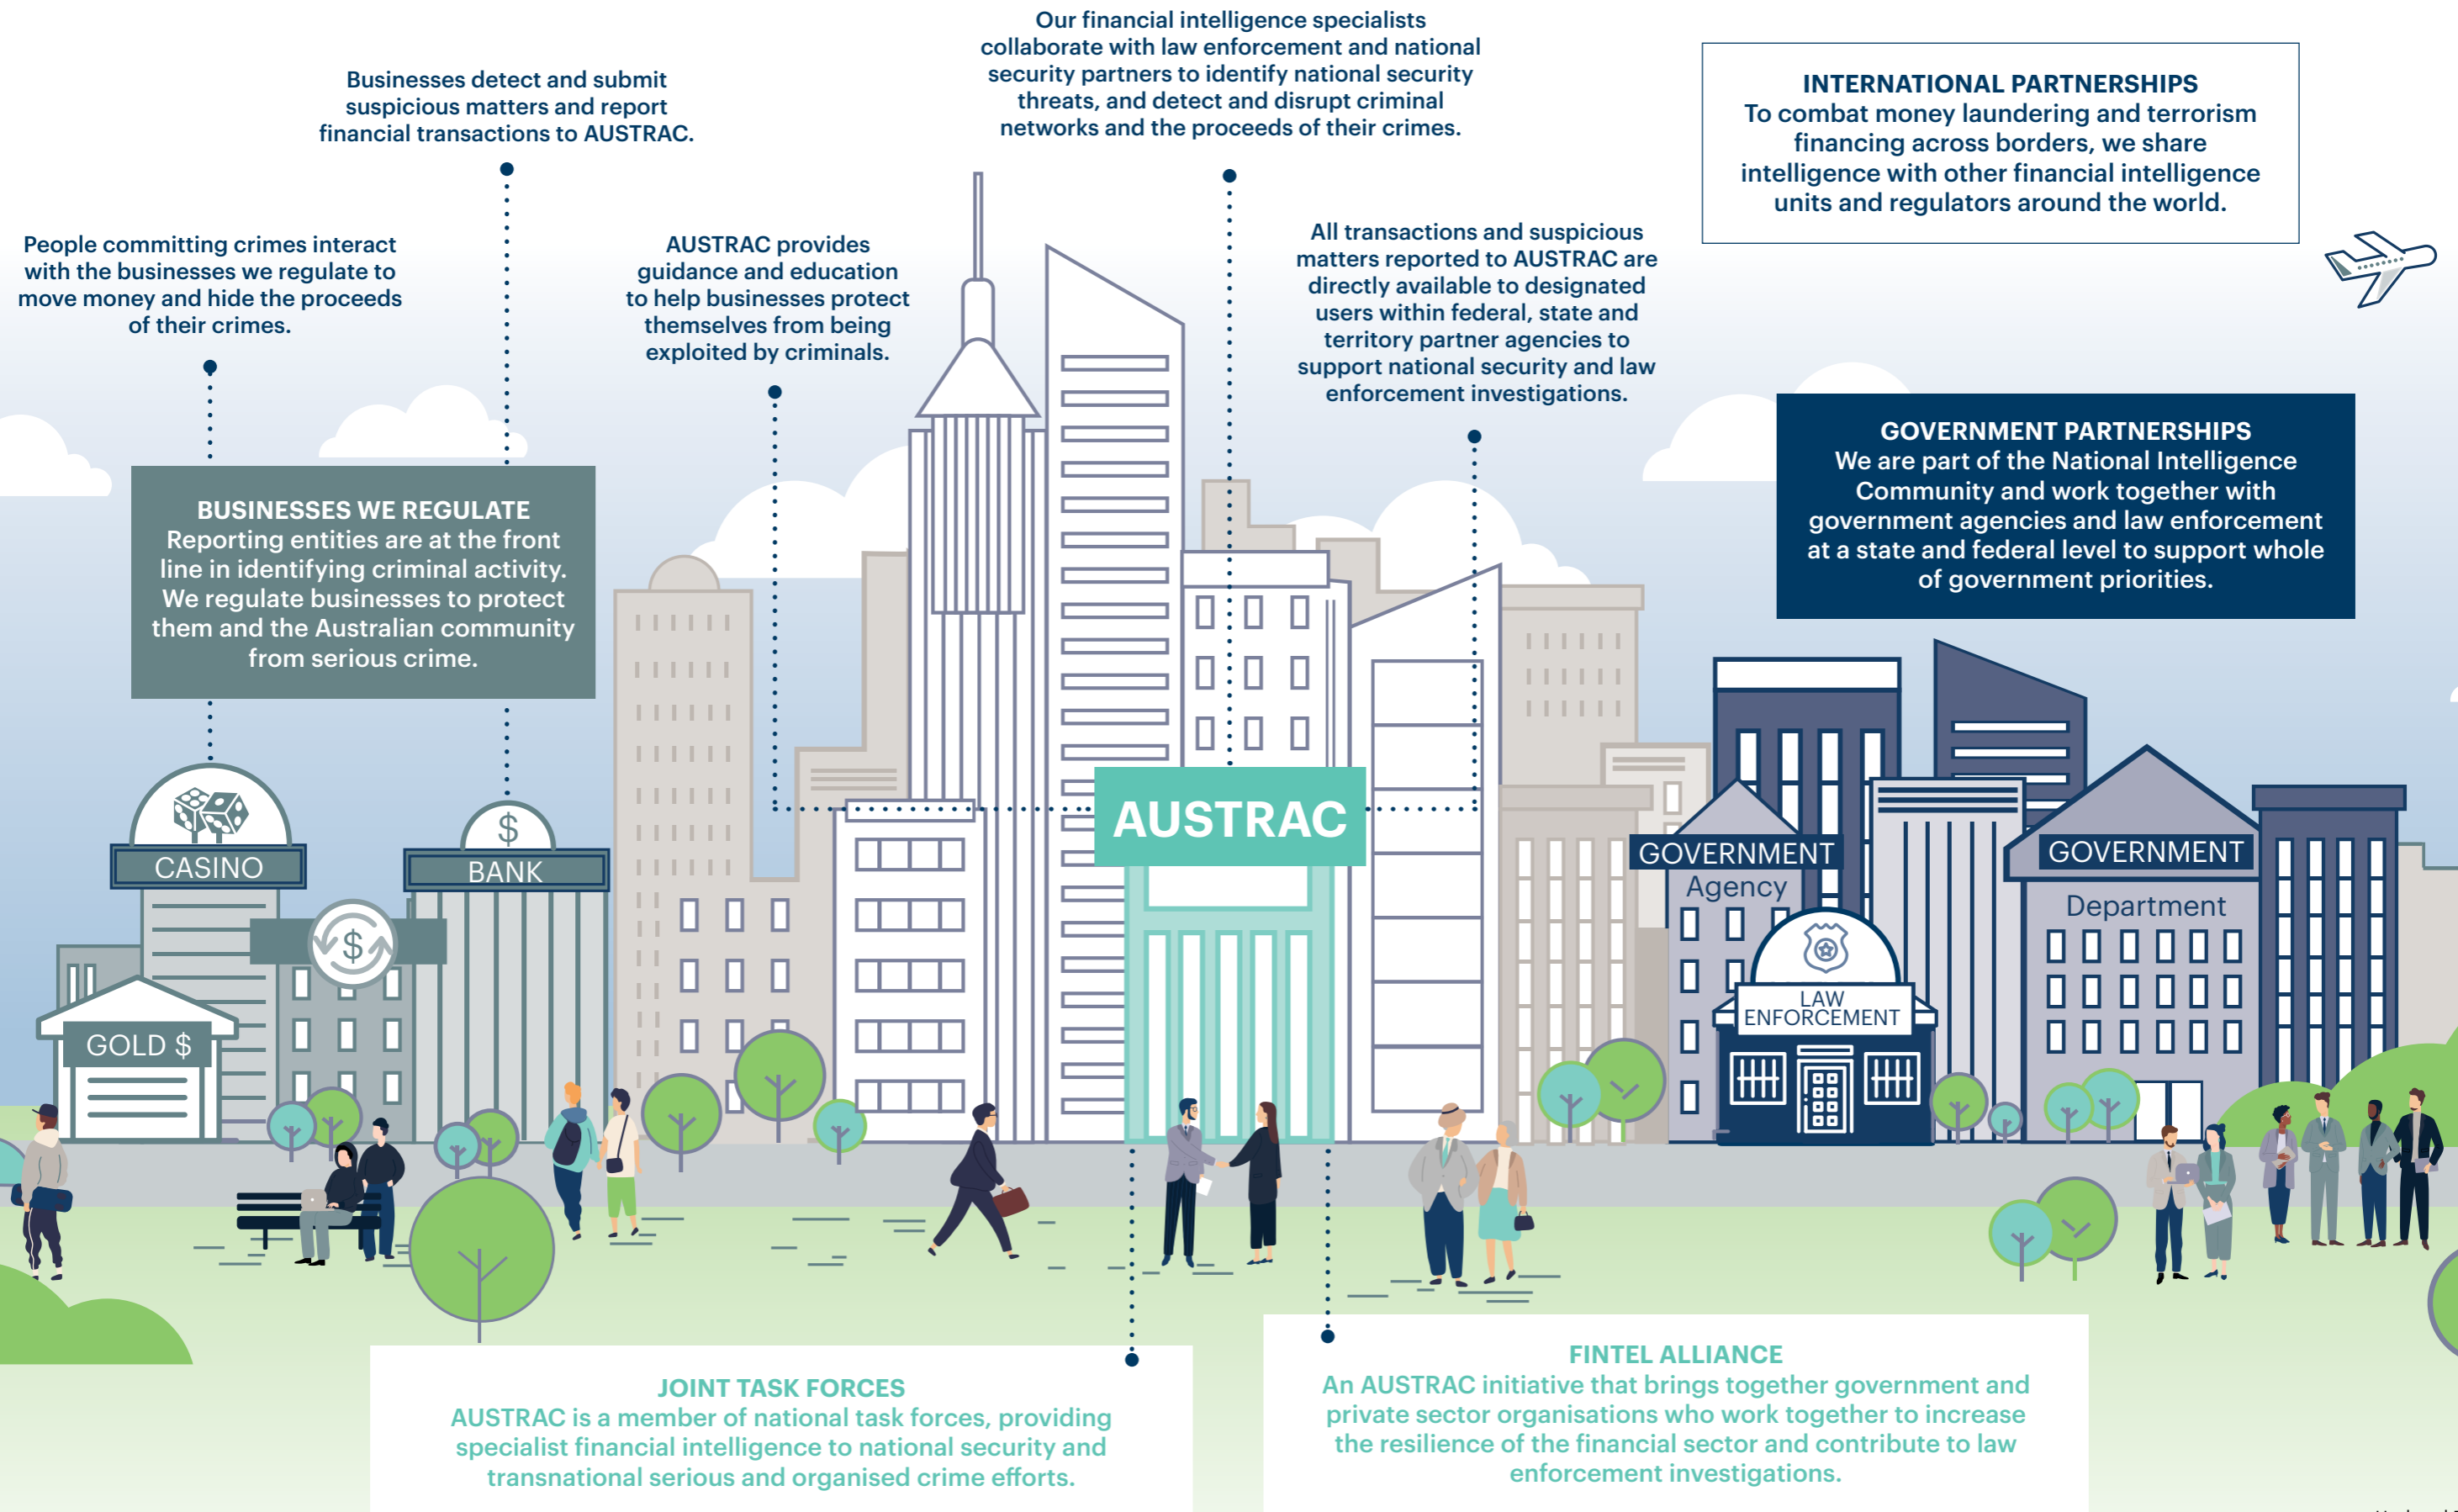 Our financial intelligence specialists
collaborate with law enforcement and national
security partners to identify national security
threats, and detect and disrupt criminal
networks and the proceeds of their crimes.
Businesses detect and submit
suspicious matters and report
financial transactions to AUSTRAC.
INTERNATIONAL PARTNERSHIPS
To combat money laundering and terrorism
financing across borders, we share
intelligence with other financial intelligence
units and regulators around the world.
People committing crimes interact
with the businesses we regulate to
move money and hide the proceeds
of their crimes.
AUSTRAC provides
guidance and education
to help businesses protect
themselves from being
exploited by criminals.
All transactions and suspicious
matters reported to AUSTRAC are
directly available to designated
users within federal, state and
territory partner agencies to
support national security and law
enforcement investigations.
GOVERNMENT PARTNERSHIPS
We are part of the National Intelligence
Community and work together with
government agencies and law enforcement
at a state and federal level to support whole
of government priorities.
BUSINESSES WE REGULATE
Reporting entities are at the front
line in identifying criminal activity.
We regulate businesses to protect
them and the Australian community
from serious crime.
CASINO
$
BANK
$
GOLD $
AUSTRAC
GOVERNMENT
Agency
LAW
ENFORCEMENT
GOVERNMENT
Department
JOINT TASK FORCES
AUSTRAC is a member of national task forces, providing
specialist financial intelligence to national security and
transnational serious and organised crime efforts.
FINTEL ALLIANCE
An AUSTRAC initiative that brings together government and
private sector organisations who work together to increase
the resilience of the financial sector and contribute to law
enforcement investigations.